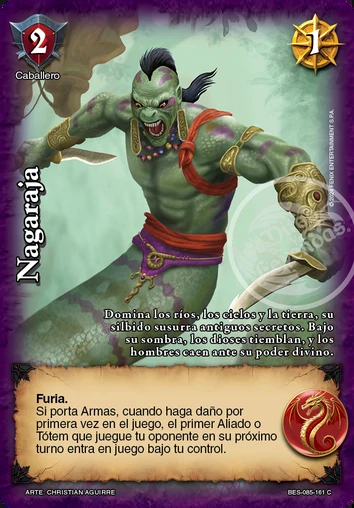 2
1
Caballero
Nagaraja
©2023 FENIX ENTERTAINMENT S.P.A.
Domina los ríos, los cielos y la tierra, su
silbido susurra antiguos secretos. Bajo
su sombra, los dioses tiemblan, y los
hombres caen ante su poder divino.
Furia.
Si porta Armas, cuando haga daño por
primera vez en el juego, el primer Aliado o
Tótem que juegue tu oponente en su próximo
turno entra en juego bajo tu control.
ARTE: CHRISTIAN AGUIRRE
BES-085-161 C